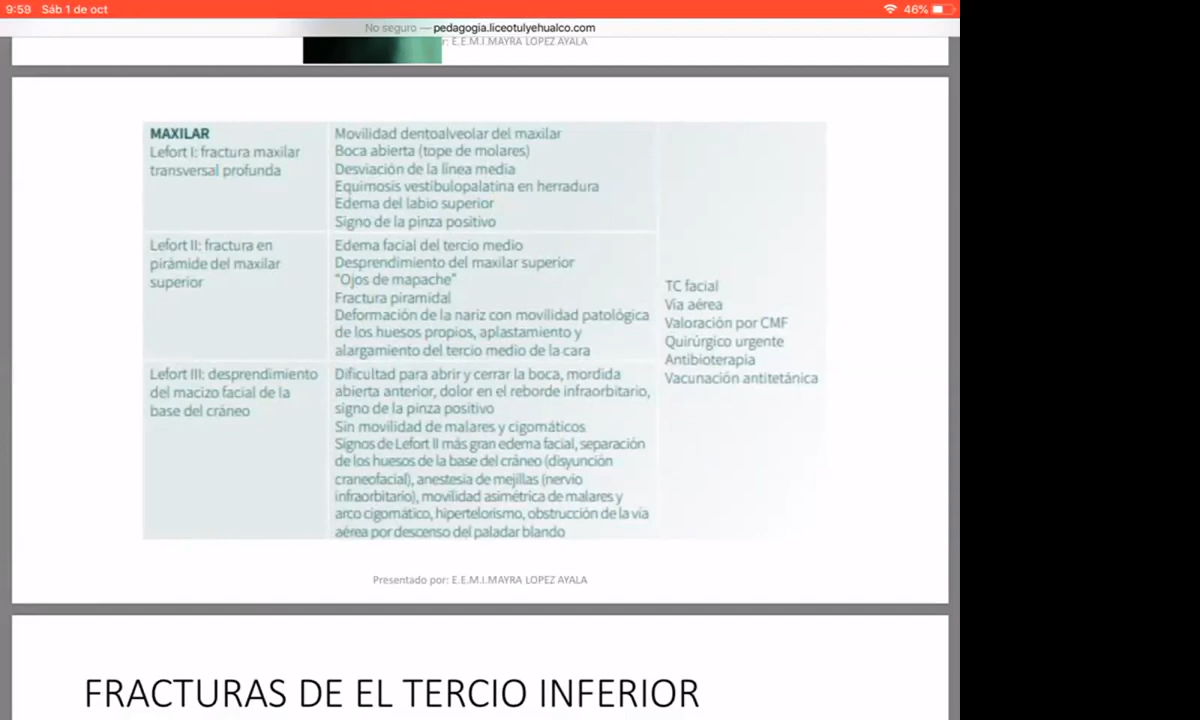 9:59 Sáb 1 de oct
46%
No seguro — pedagogia.liceotulyehualco.com
r: E.E.M.I.MAYRA LOPEZ AYALA
MAXILAR
Lefort I: fractura maxilar
transversal profunda
Movilidad dentoalveolar del maxilar
Boca abierta (tope de molares)
Desviación de la línea media
Equimosis vestibulopalatina en herradura
Edema del labio superior
Signo de la pinza positivo
Lefort II: fractura en
pirámide del maxilar
superior
Edema facial del tercio medio
Desprendimiento del maxilar superior
"Ojos de mapache"
Fractura piramidal
Deformación de la nariz con movilidad patológica
de los huesos propios, aplastamiento y
alargamiento del tercio medio de la cara
Lefort III: desprendimiento
del macizo facial de la
base del cráneo
Dificultad para abrir y cerrar la boca, mordida
abierta anterior, dolor en el reborde infraorbitario,
signo de la pinza positivo
Sin movilidad de malares y cigomáticos
Signos de Lefort II más gran edema facial, separación
de los huesos de la base del cráneo (disyunción
craneofacial), anestesia de mejillas (nervio
infraorbitario), movilidad asimétrica de malares y
arco cigomático, hipertelorismo, obstrucción de la vía
aérea por descenso del paladar blando
TC facial
Vía aérea
Valoración por CMF
Quirúrgico urgente
Antibioterapia
Vacunación antitetánica
Presentado por: E.E.M.I.MAYRA LOPEZ AYALA
FRACTURAS DE EL TERCIO INFERIOR